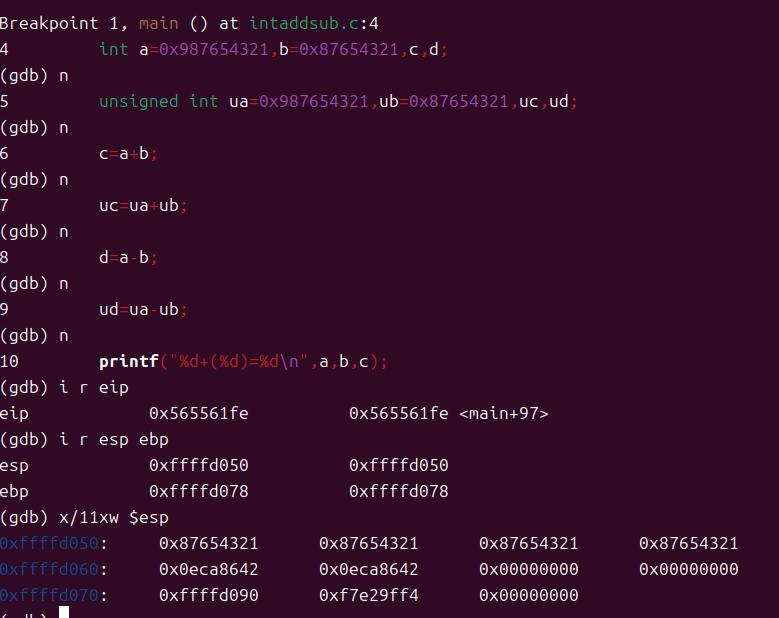 Breakpoint 1, main () at intaddsub.c:4
4 int a=0x987654321,b=0x87654321,c,d;
(gdb) n
5 unsigned int ua=0x987654321,ub=0x87654321,uc,ud;
(gdb) n
6 c=a+b;
(gdb) n
7 uc=ua+ub;
(gdb) n
8 d=a-b;
(gdb) n
9 ud=ua-ub;
(gdb) n
10 printf("%d+(%d)=%d\n",a,b,c);
(gdb) i r eip
eip 0x565561fe 0x565561fe <main+97>
(gdb) i r esp ebp
esp 0xffffd050 0xffffd050
ebp 0xffffd078 0xffffd078
(gdb) x/11xw $esp
0xffffd050: 0x87654321 0x87654321 0x87654321 0x87654321
0xffffd060: 0x0eca8642 0x0eca8642 0x00000000 0x00000000
0xffffd070: 0xffffd090 0xf7e29ff4 0x00000000
(gdb)